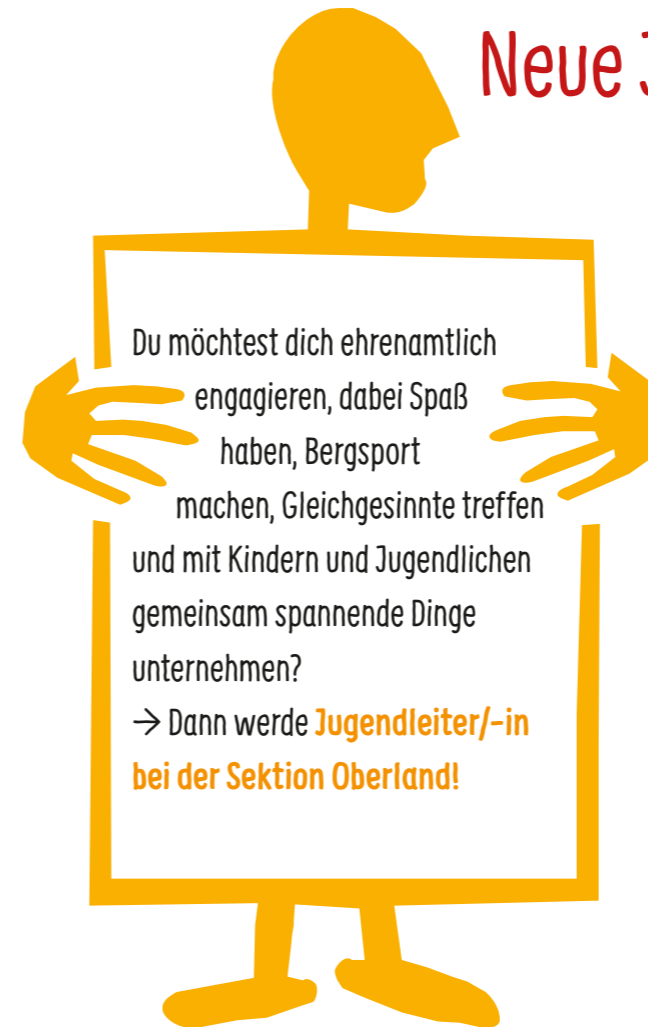 Neue J
Du möchtest dich ehrenamtlich
engagieren, dabei Spaß
haben, Bergsport
machen, Gleichgesinnte treffen
und mit Kindern und Jugendlichen
gemeinsam spannende Dinge
unternehmen?
→ Dann werde Jugendleiter/-in
bei der Sektion Oberland!